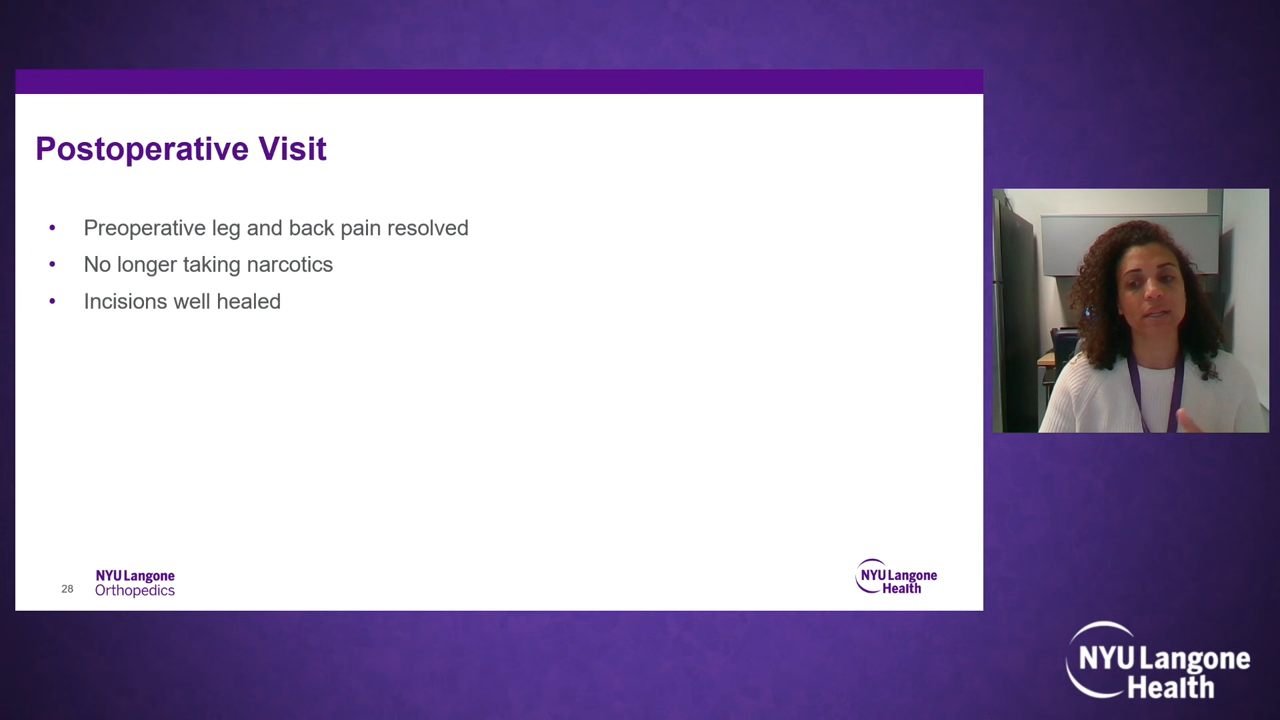 Postoperative Visit
• Preoperative leg and back pain resolved
• No longer taking narcotics
• Incisions well healed
28
NYU Langone
Orthopedics
NYU Langone
Health
NYU Langone
Health